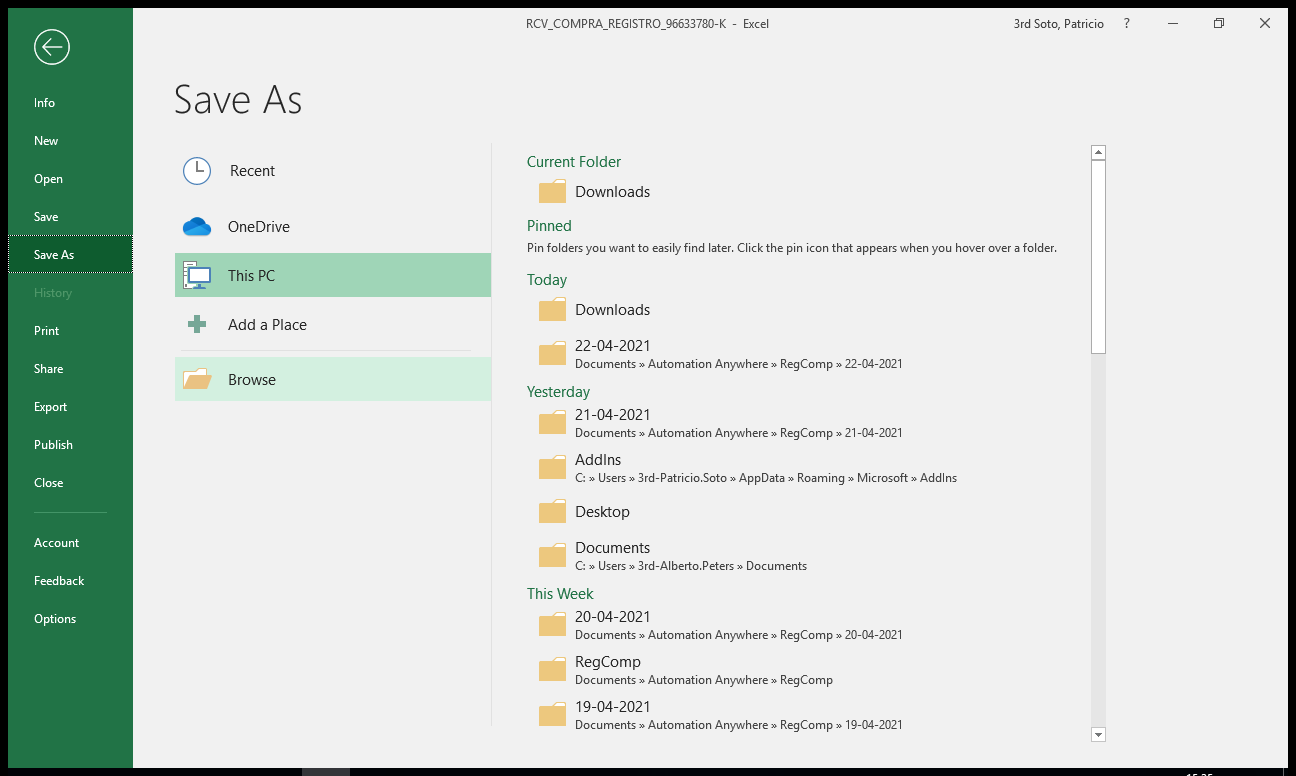 RCV_COMPRA_REGISTRO_96633780-K - Excel
3rd Soto, Patricio
?
Info
New
Open
Save
Save As
History
Print
Share
Export
Publish
Close
Account
Feedback
Options
Save As
Recent
OneDrive
This PC
Add a Place
Browse
Current Folder
Downloads
Pinned
Pin folders you want to easily find later. Click the pin icon that appears when you hover over a folder.
Today
Downloads
22-04-2021
Documents » Automation Anywhere » RegComp » 22-04-2021
Yesterday
21-04-2021
Documents » Automation Anywhere » RegComp » 21-04-2021
AddIns
C: » Users » 3rd-Patricio.Soto » AppData » Roaming » Microsoft » AddIns
Desktop
Documents
C: » Users » 3rd-Alberto.Peters » Documents
This Week
20-04-2021
Documents » Automation Anywhere » RegComp » 20-04-2021
RegComp
Documents » Automation Anywhere » RegComp
19-04-2021
Documents » Automation Anywhere » RegComp » 19-04-2021